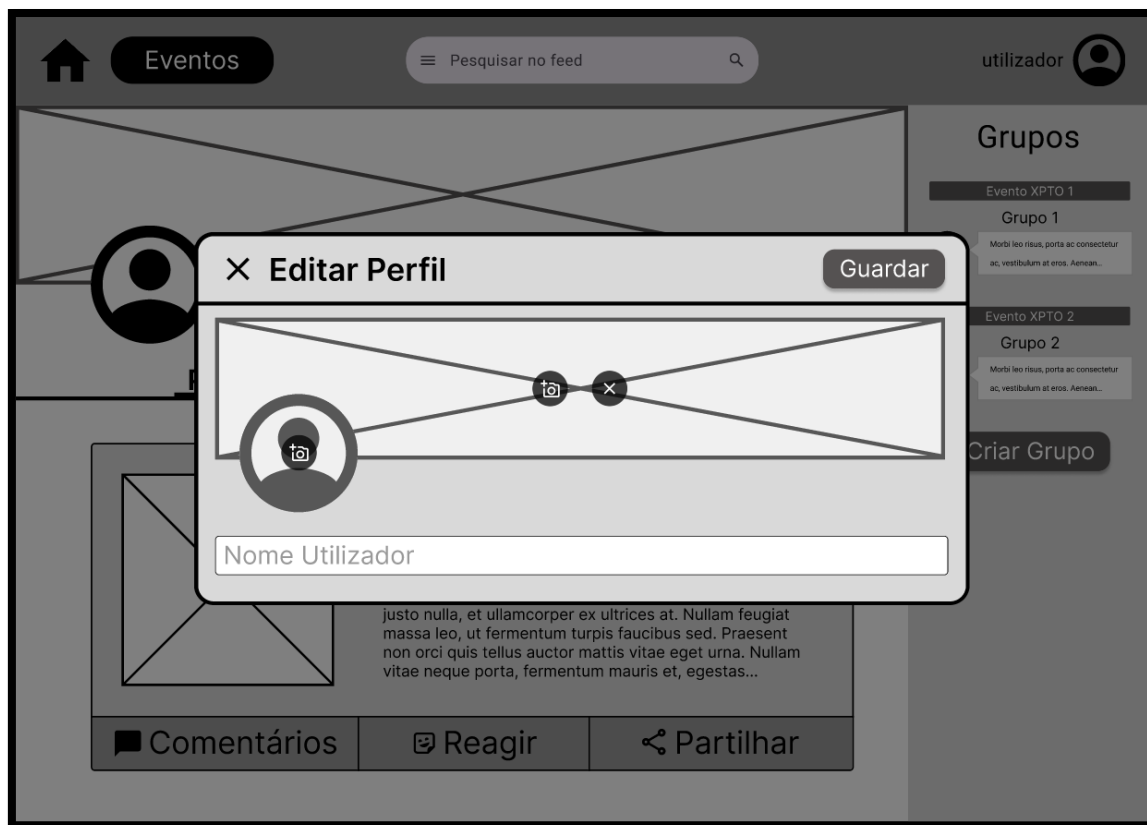 Eventos
Pesquisar no feed
utilizador
Grupos
Evento XPTO 1
Grupo 1
Morbi leo risus, porta ac consectetur
ac, vestibulum at eros. Aenean...
Evento XPTO 2
Grupo 2
Morbi leo risus, porta ac consectetur
ac, vestibulum at eros. Aenean...
Criar Grupo
Editar Perfil
Guardar
Nome Utilizador
justo nulla, et ullamcorper ex ultrices at. Nullam feugiat
massa leo, ut fermentum turpis faucibus sed. Praesent
non orci quis tellus auctor mattis vitae eget urna. Nullam
vitae neque porta, fermentum mauris et, egestas...
Comentários
Reagir
Partilhar